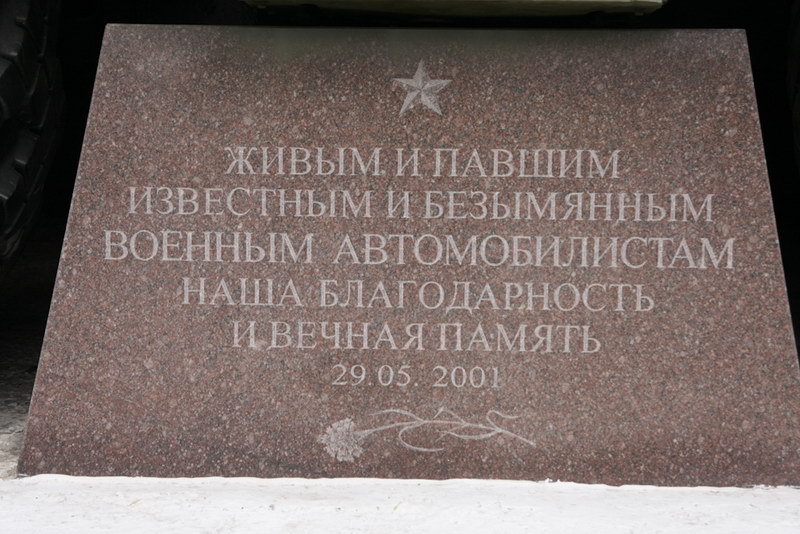 ЖИВЫМ И ПАВШИМ
ИЗВЕСТНЫМ И БЕЗЫМЯННЫМ
ВОЕННЫМ АВТОМОБИЛИСТАМ
НАША БЛАГОДАРНОСТЬ
И ВЕЧНАЯ ПАМЯТЬ
29.05. 2001